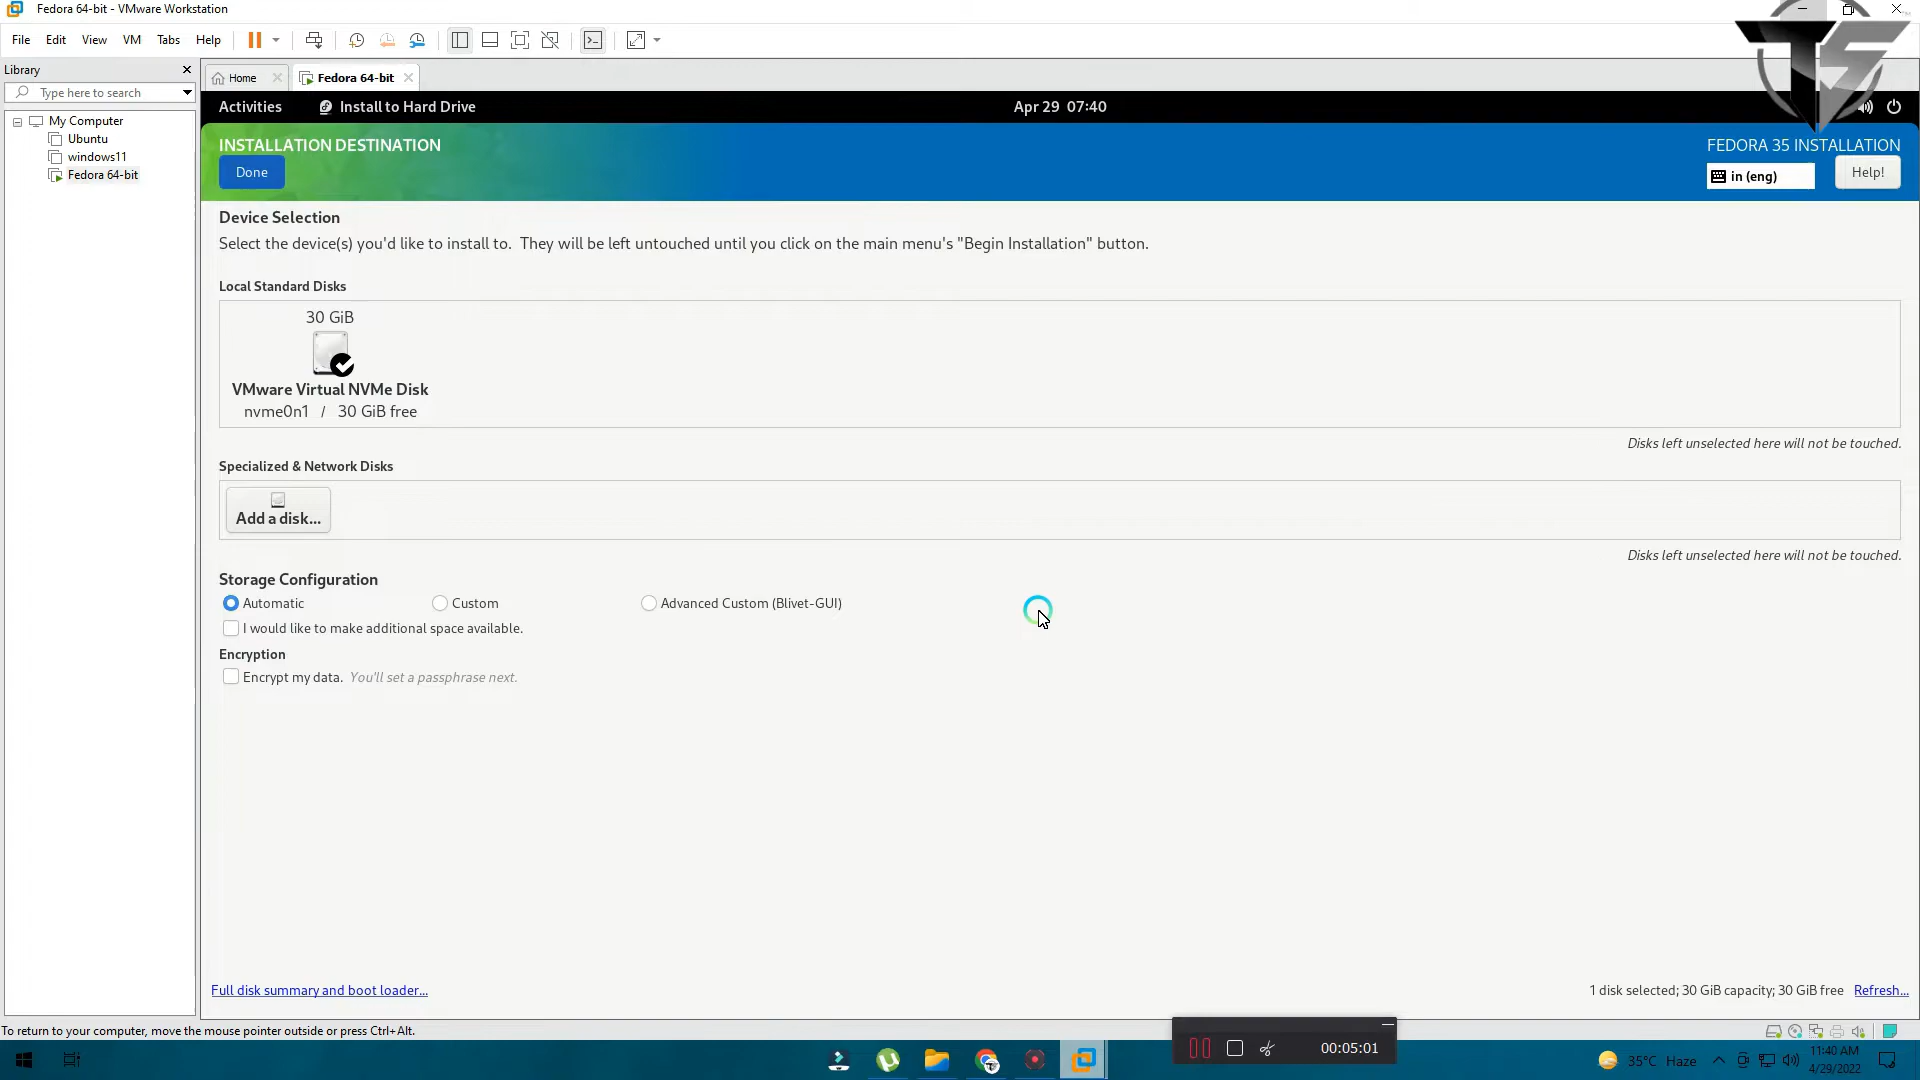 Fedora 64-bit - VMware Workstation
File Edit View VM Tabs Help
Library
Type here to search
My Computer
Ubuntu
windows11
Fedora 64-bit
Home
Fedora 64-bit
Activities
Install to Hard Drive
Apr 29 07:40
INSTALLATION DESTINATION
Done
FEDORA 35 INSTALLATION
in (eng)
Help!
Device Selection
Select the device(s) you'd like to install to. They will be left untouched until you click on the main menu's "Begin Installation" button.
Local Standard Disks
30 GiB
VMware Virtual NVMe Disk
nvme0n1 / 30 GiB free
Disks left unselected here will not be touched.
Specialized & Network Disks
Add a disk...
Disks left unselected here will not be touched.
Storage Configuration
Automatic
Custom
Advanced Custom (Blivet-GUI)
I would like to make additional space available.
Encryption
Encrypt my data. You'll set a passphrase next.
Full disk summary and boot loader...
1 disk selected; 30 GiB capacity; 30 GiB free
Refresh...
To return to your computer, move the mouse pointer outside or press Ctrl+Alt.
00:05:01
35°C Haze
11:40 AM
4/29/2022